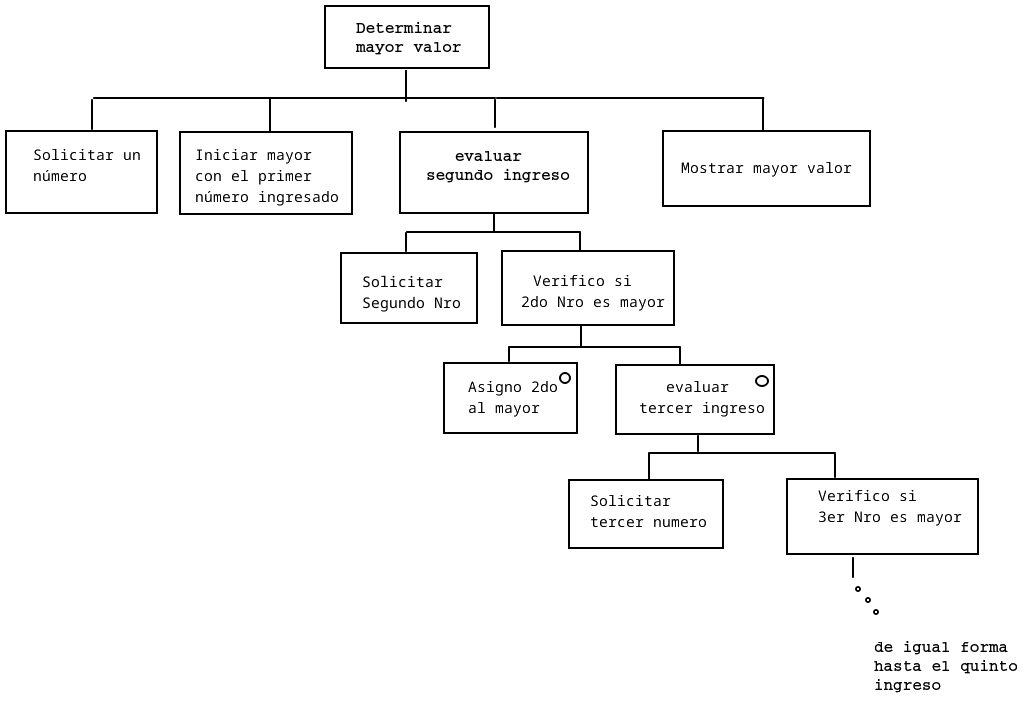 Determinar
mayor valor
Solicitar un
número
Iniciar mayor
con el primer
número ingresado
evaluar
segundo ingreso
Mostrar mayor valor
Solicitar
Segundo Nro
Verifico si
2do Nro es mayor
Asigno 2do
al mayor
evaluar
tercer ingreso
Solicitar
tercer numero
Verifico si
3er Nro es mayor
de igual forma
hasta el quinto
ingreso